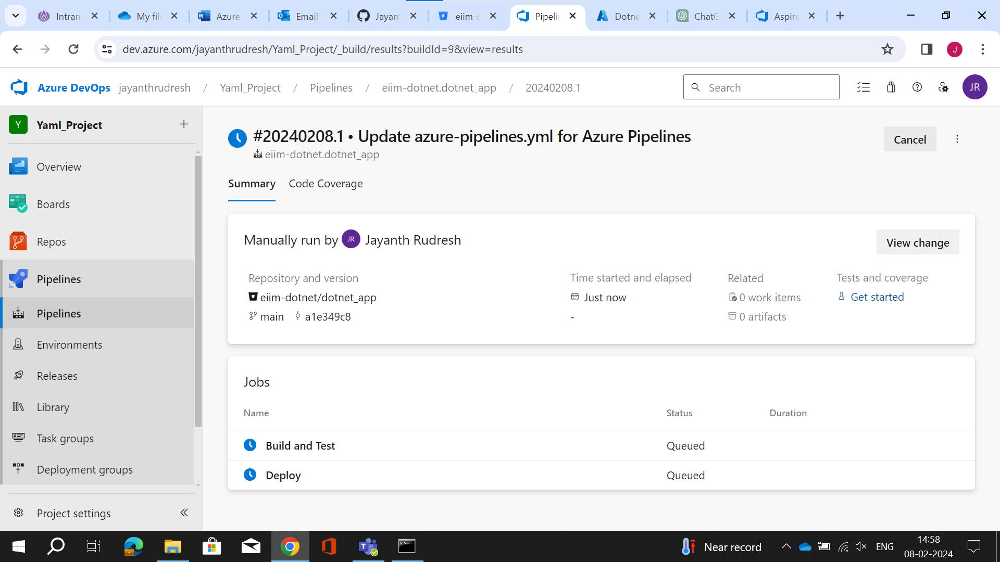 Intran
My fil
Azure
Email
Jayant
eiim-d
Pipelin
Dotne
ChatG
Aspire
dev.azure.com/jayanthrudresh/Yaml_Project/_build/results?buildId=9&view=results
J
Azure DevOps jayanthrudresh / Yaml_Project / Pipelines / eiim-dotnet.dotnet_app / 20240208.1
Search
JR
Y Yaml_Project
Overview
Boards
Repos
Pipelines
Pipelines
Environments
Releases
Library
Task groups
Deployment groups
Project settings
#20240208.1 • Update azure-pipelines.yml for Azure Pipelines
eiim-dotnet.dotnet_app
Cancel
Summary Code Coverage
Manually run by JR Jayanth Rudresh
View change
Repository and version
eiim-dotnet/dotnet_app
main a1e349c8
Time started and elapsed
Just now
-
Related
0 work items
0 artifacts
Tests and coverage
Get started
Jobs
Name Status Duration
Build and Test Queued
Deploy Queued
Near record
ENG
14:58
08-02-2024